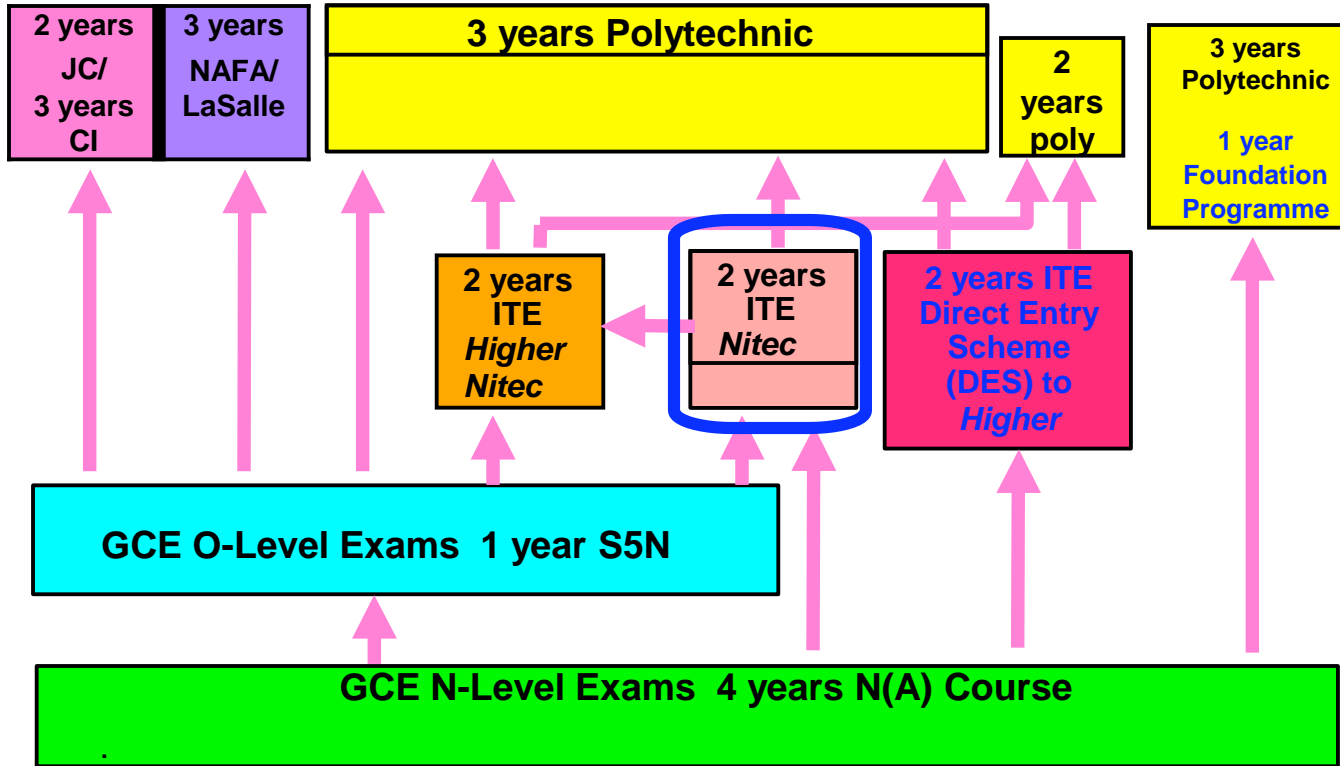 2 years
JC/
3 years
CI
3 years
NAFA/
LaSalle
3 years Polytechnic
2
years
poly
3 years
Polytechnic
1 year
Foundation
Programme
2 years
ITE
Higher
Nitec
2 years
ITE
Nitec
2 years ITE
Direct Entry
Scheme
(DES) to
Higher
GCE O-Level Exams 1 year S5N
GCE N-Level Exams 4 years N(A) Course
.